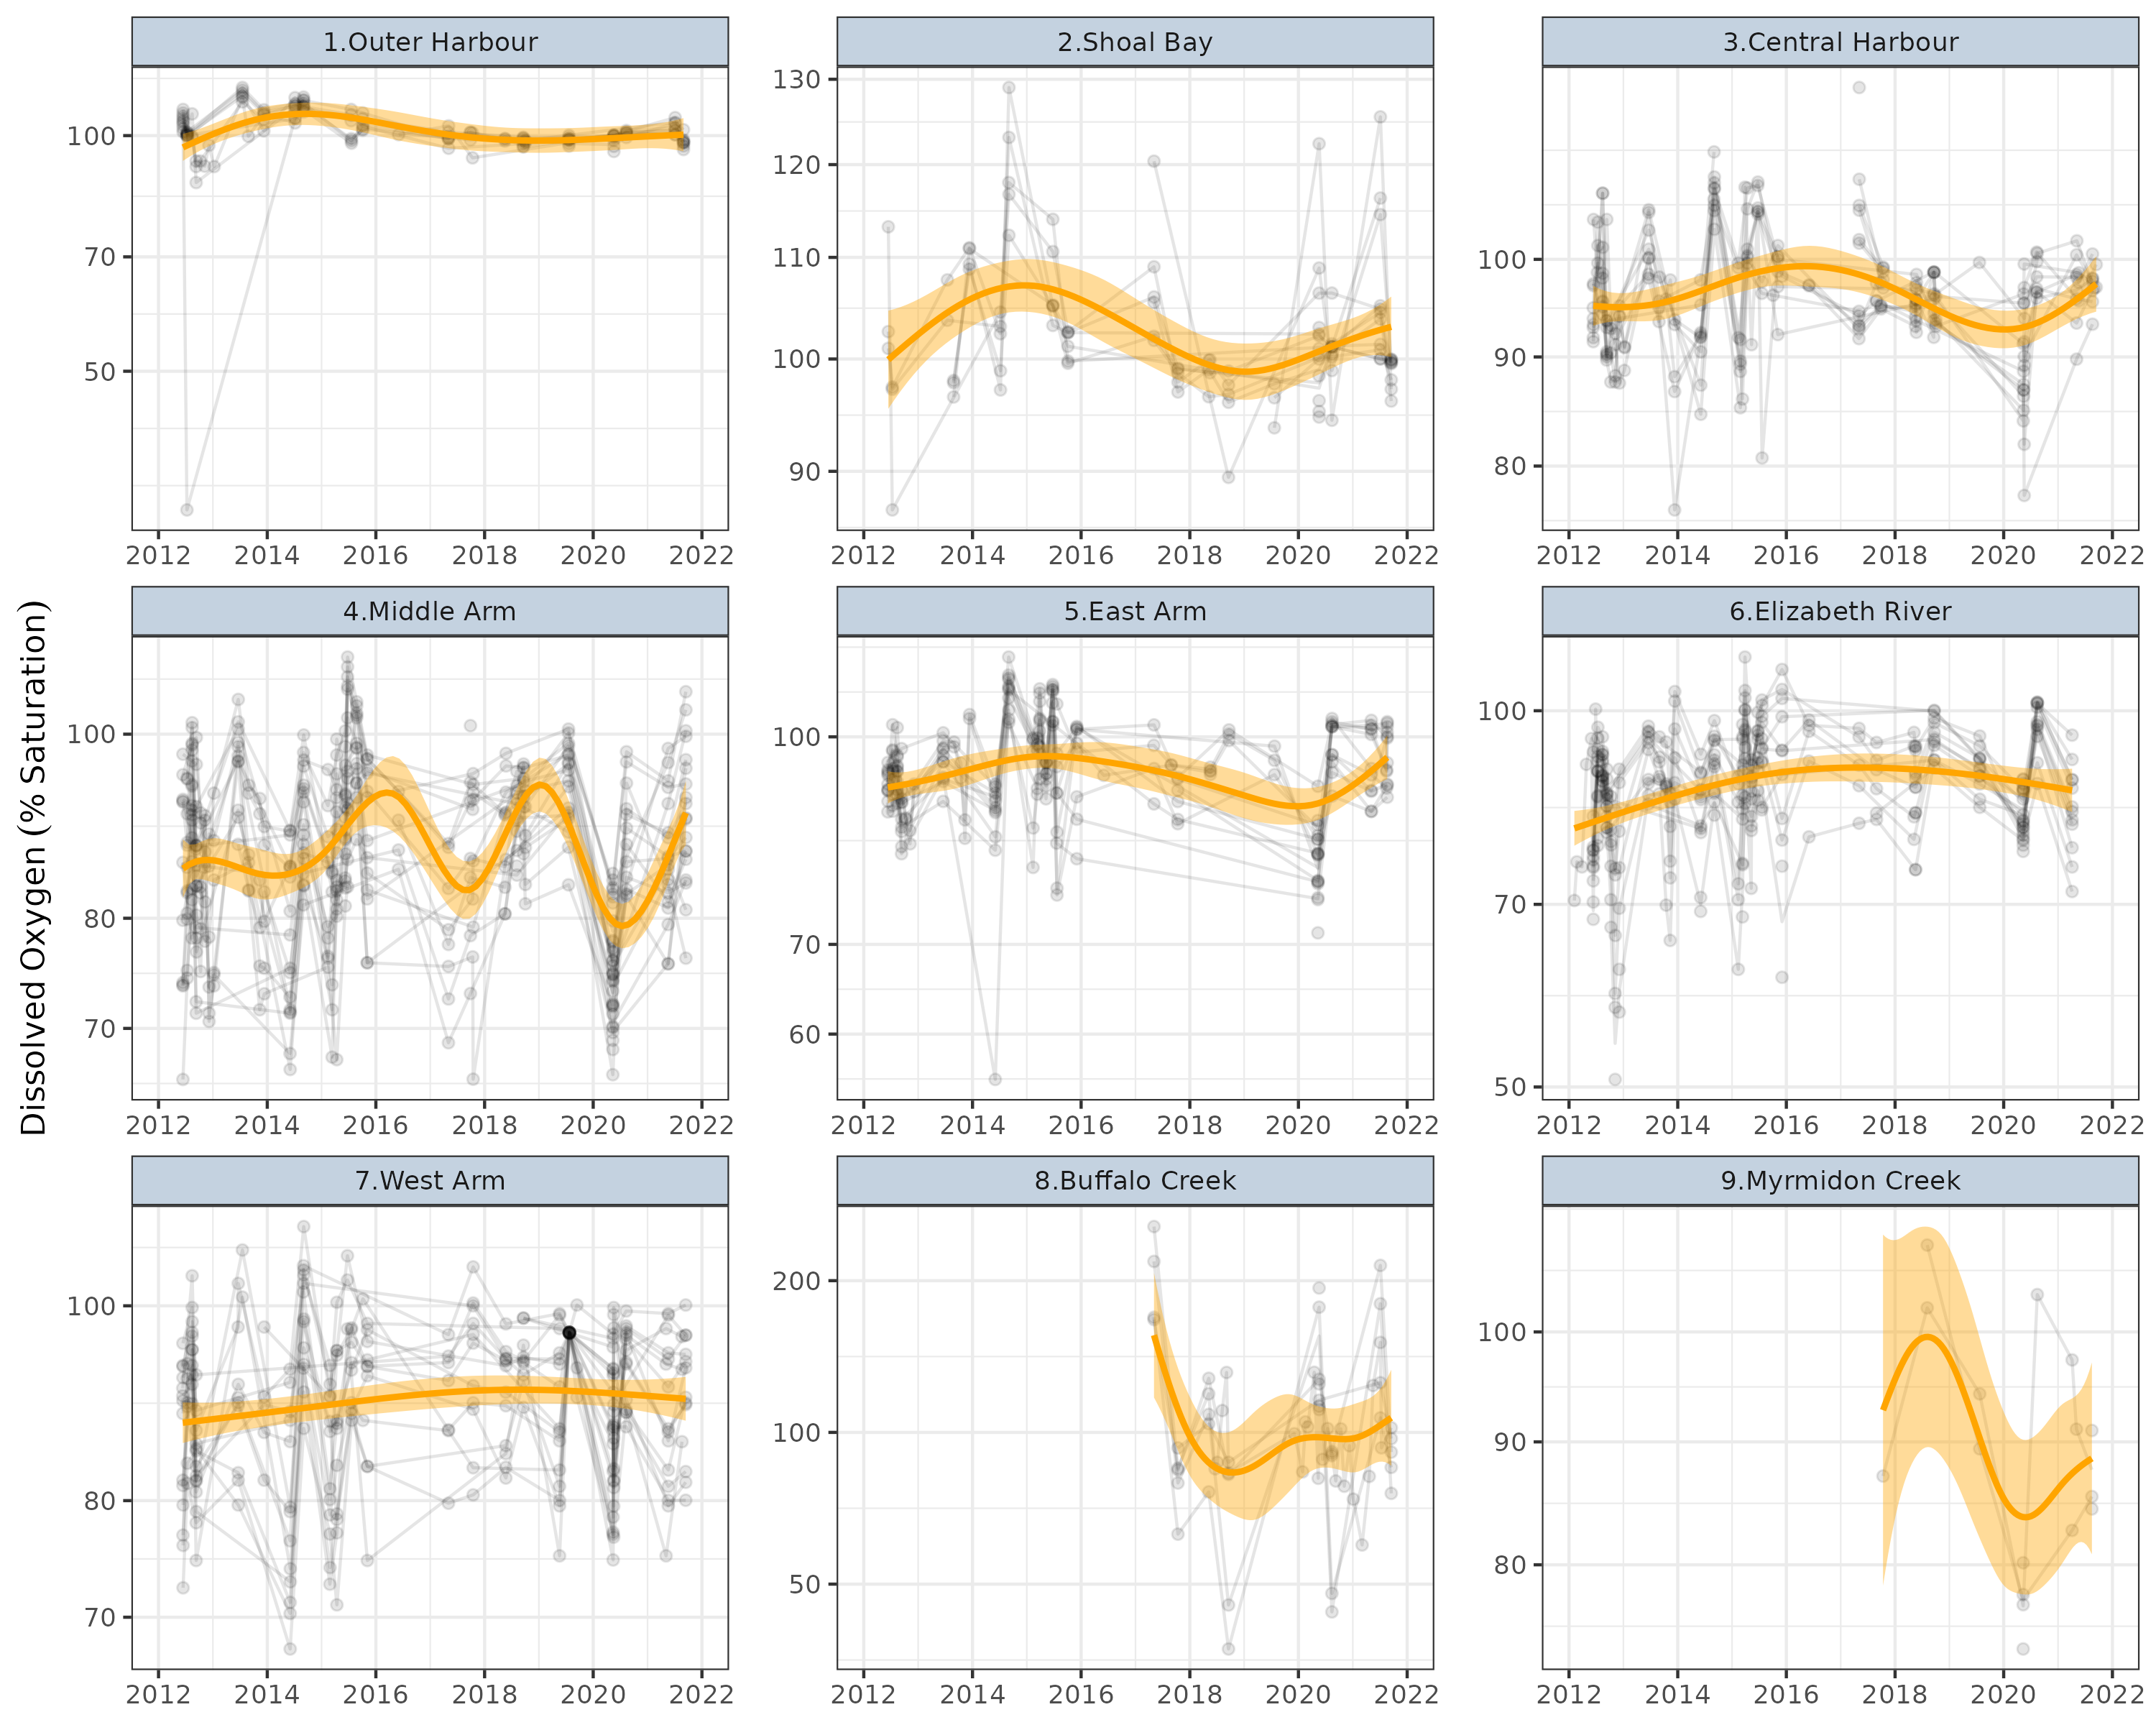 1.Outer Harbour
2.Shoal Bay
3.Central Harbour
100
70
50
130
120
110
100
90
100
90
80
2012 2014 2016 2018 2020 2022
2012 2014 2016 2018 2020 2022
2012 2014 2016 2018 2020 2022
Dissolved Oxygen (% Saturation)
4.Middle Arm
5.East Arm
6.Elizabeth River
100
80
70
100
70
60
100
70
50
2012 2014 2016 2018 2020 2022
2012 2014 2016 2018 2020 2022
2012 2014 2016 2018 2020 2022
7.West Arm
8.Buffalo Creek
9.Myrmidon Creek
100
80
70
200
100
50
100
90
80
2012 2014 2016 2018 2020 2022
2012 2014 2016 2018 2020 2022
2012 2014 2016 2018 2020 2022